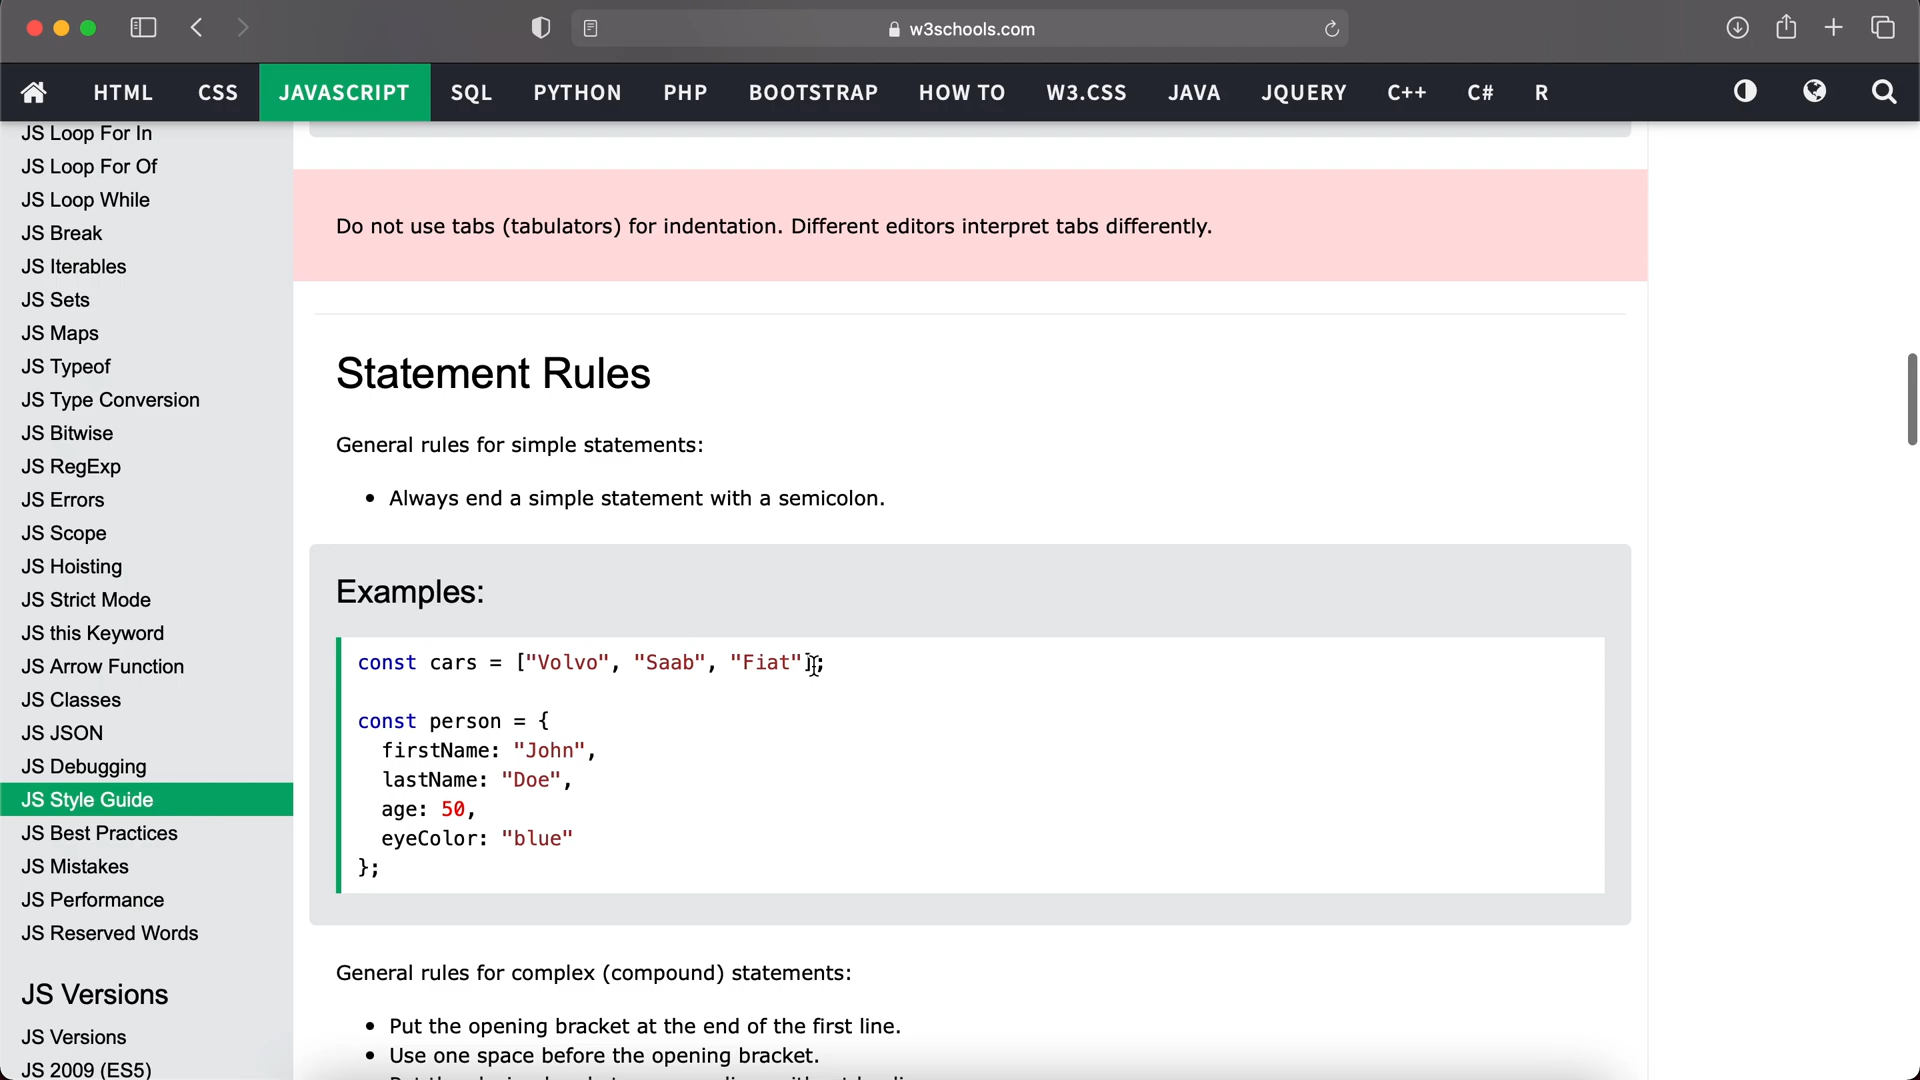 w3schools.com
HTML CSS JAVASCRIPT SQL PYTHON PHP BOOTSTRAP HOW TO W3.CSS JAVA JQUERY C++ C# R
JS Loop For In
JS Loop For Of
JS Loop While
JS Break
JS Iterables
JS Sets
JS Maps
JS Typeof
JS Type Conversion
JS Bitwise
JS RegExp
JS Errors
JS Scope
JS Hoisting
JS Strict Mode
JS this Keyword
JS Arrow Function
JS Classes
JS JSON
JS Debugging
JS Style Guide
JS Best Practices
JS Mistakes
JS Performance
JS Reserved Words
JS Versions
JS Versions
JS 2009 (ES5)
Do not use tabs (tabulators) for indentation. Different editors interpret tabs differently.
Statement Rules
General rules for simple statements:
• Always end a simple statement with a semicolon.
Examples:
const cars = ["Volvo", "Saab", "Fiat"];
const person = {
  firstName: "John",
  lastName: "Doe",
  age: 50,
  eyeColor: "blue"
};
General rules for complex (compound) statements:
• Put the opening bracket at the end of the first line.
• Use one space before the opening bracket.